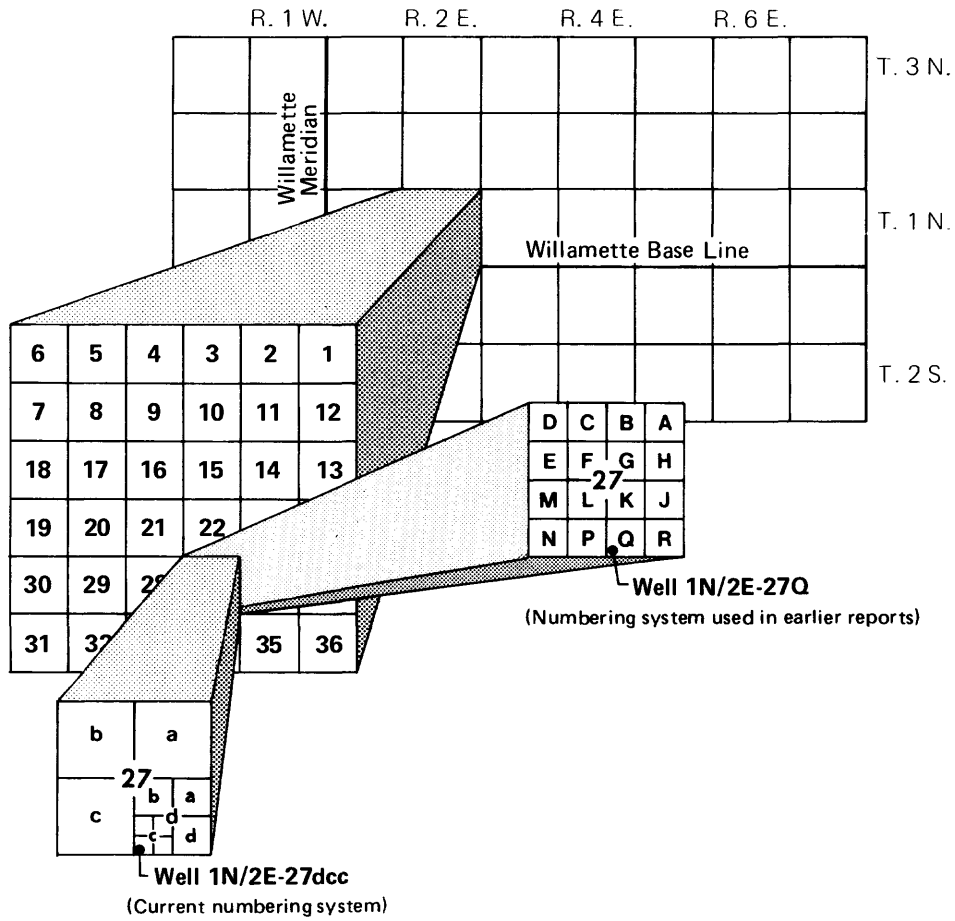 R. 1 W. R. 2 E. R. 4 E. R. 6 E.
T. 3 N.
Willamette
Meridian
T. 1 N.
Willamette Base Line
T. 2 S.
6 5 4 3 2 1
7 8 9 10 11 12
18 17 16 15 14 13
19 20 21 22
30 29 28
31 32 35 36
D C B A
E F G H
27
M L K J
N P Q R
Well 1N/2E-27Q
(Numbering system used in earlier reports)
b a
27
b a
c d
c d
Well 1N/2E-27dcc
(Current numbering system)